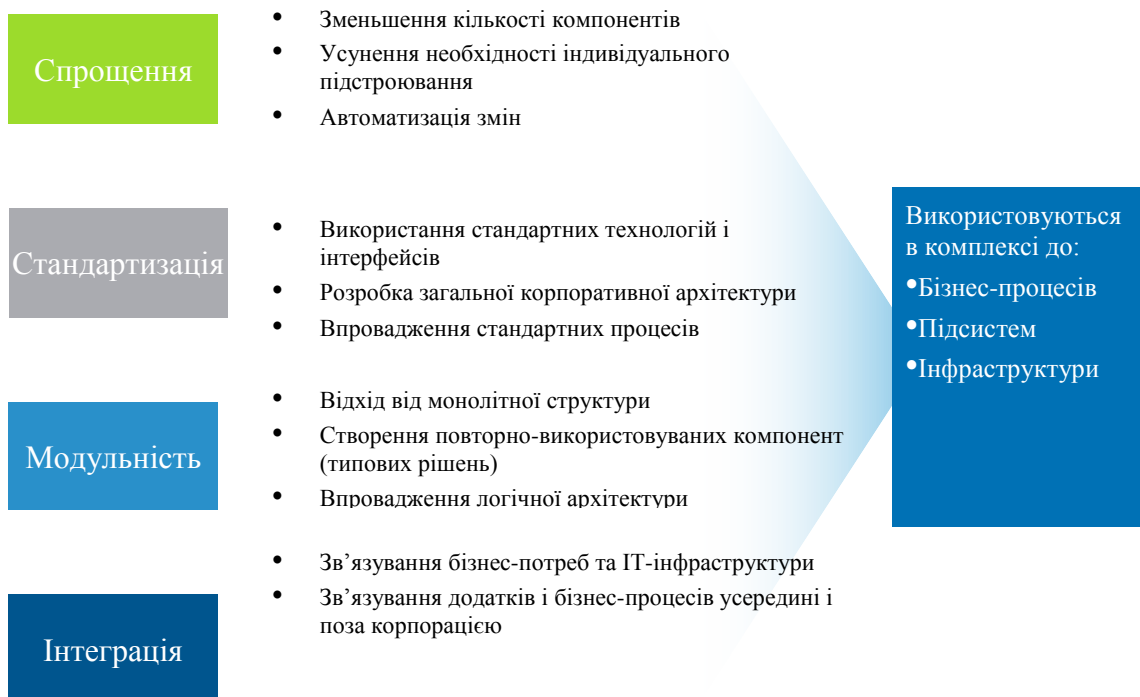 Спрощення
• Зменьшення кількості компонентів
• Усунення необхідності індивідуального
підстроювання
• Автоматизація змін
Стандартизація
• Використання стандартних технологій і
інтерфейсів
• Розробка загальної корпоративної архітектури
• Впровадження стандартних процесів
Модульність
• Відхід від монолітної структури
• Створення повторно-використовуваних компонент
(типових рішень)
• Впровадження логічної архітектури
Інтеграція
• Зв’язування бізнес-потреб та ІТ-інфраструктури
• Зв’язування додатків і бізнес-процесів усередині і
поза корпорацією
Використовуються
в комплексі до:
•Бізнес-процесів
•Підсистем
•Інфраструктури